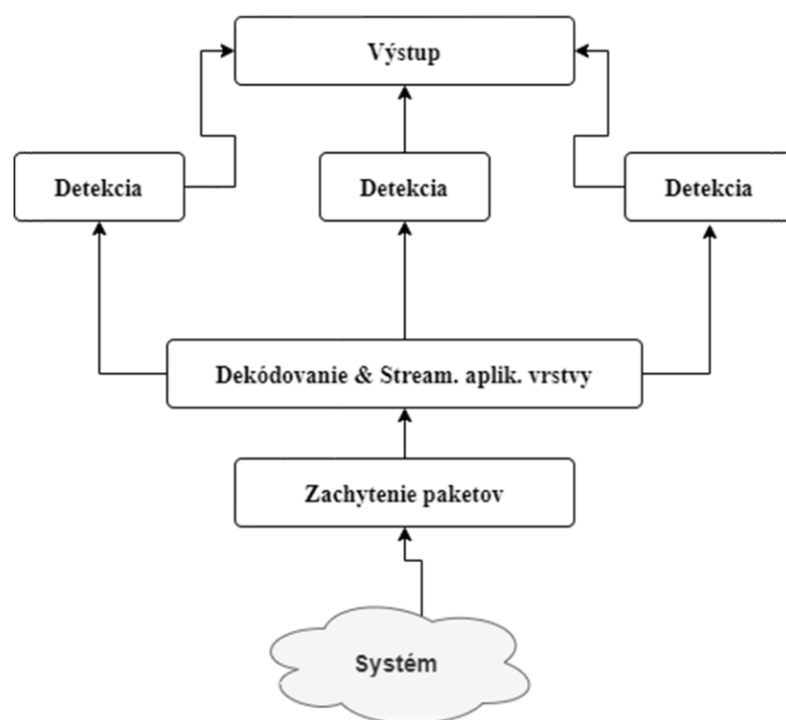 Výstup
Detekcia
Detekcia
Detekcia
Dekódovanie & Stream. aplik. vrstvy
Zachytenie paketov
Systém